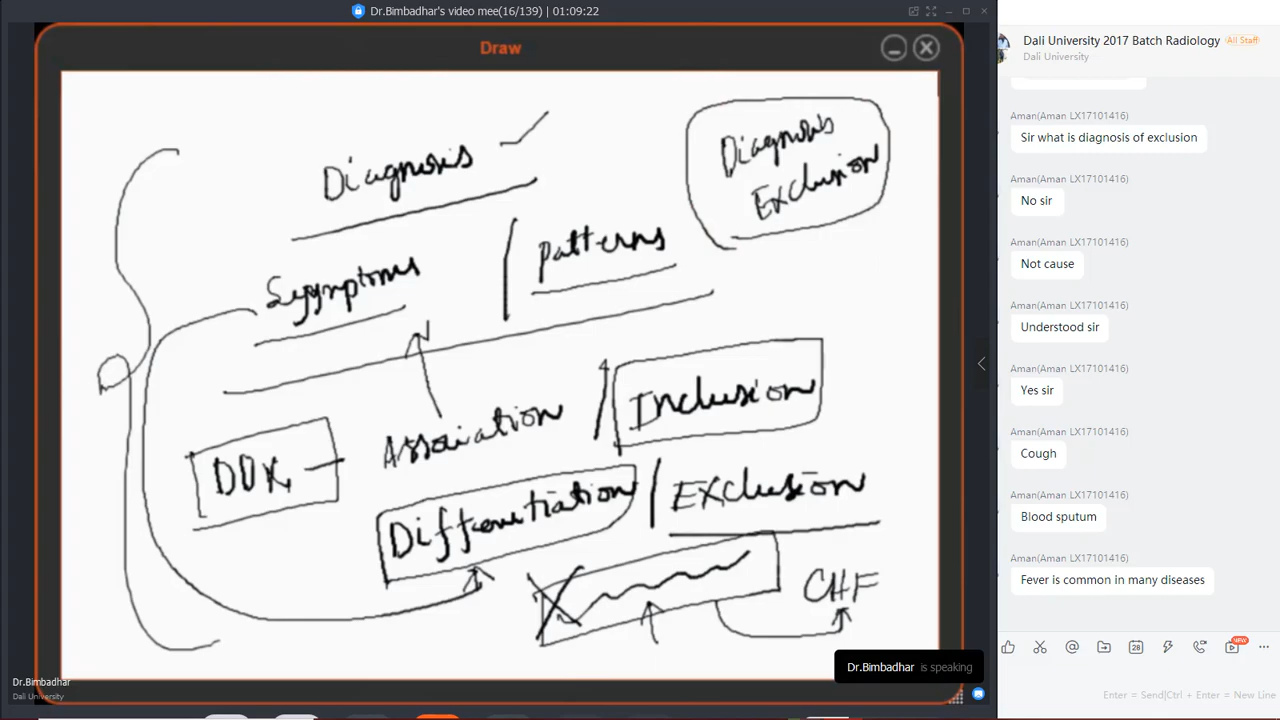 Dr.Bimbadhar's video mee(16/139) | 01:09:22
Draw
Diagnosis
Diagnosis
Exclusion
Symptoms
Patterns
DDx
Association
Inclusion
Differentiation
Exclusion
CHF
Dr.Bimbadhar is speaking
Dr.Bimbadhar
Dali University
Dali University 2017 Batch Radiology All Staff
Dali University
Aman(Aman LX17101416)
Sir what is diagnosis of exclusion
Aman(Aman LX17101416)
No sir
Aman(Aman LX17101416)
Not cause
Aman(Aman LX17101416)
Understood sir
Aman(Aman LX17101416)
Yes sir
Aman(Aman LX17101416)
Cough
Aman(Aman LX17101416)
Blood sputum
Aman(Aman LX17101416)
Fever is common in many diseases
28
NEW
Enter = Send|Ctrl + Enter = New Line